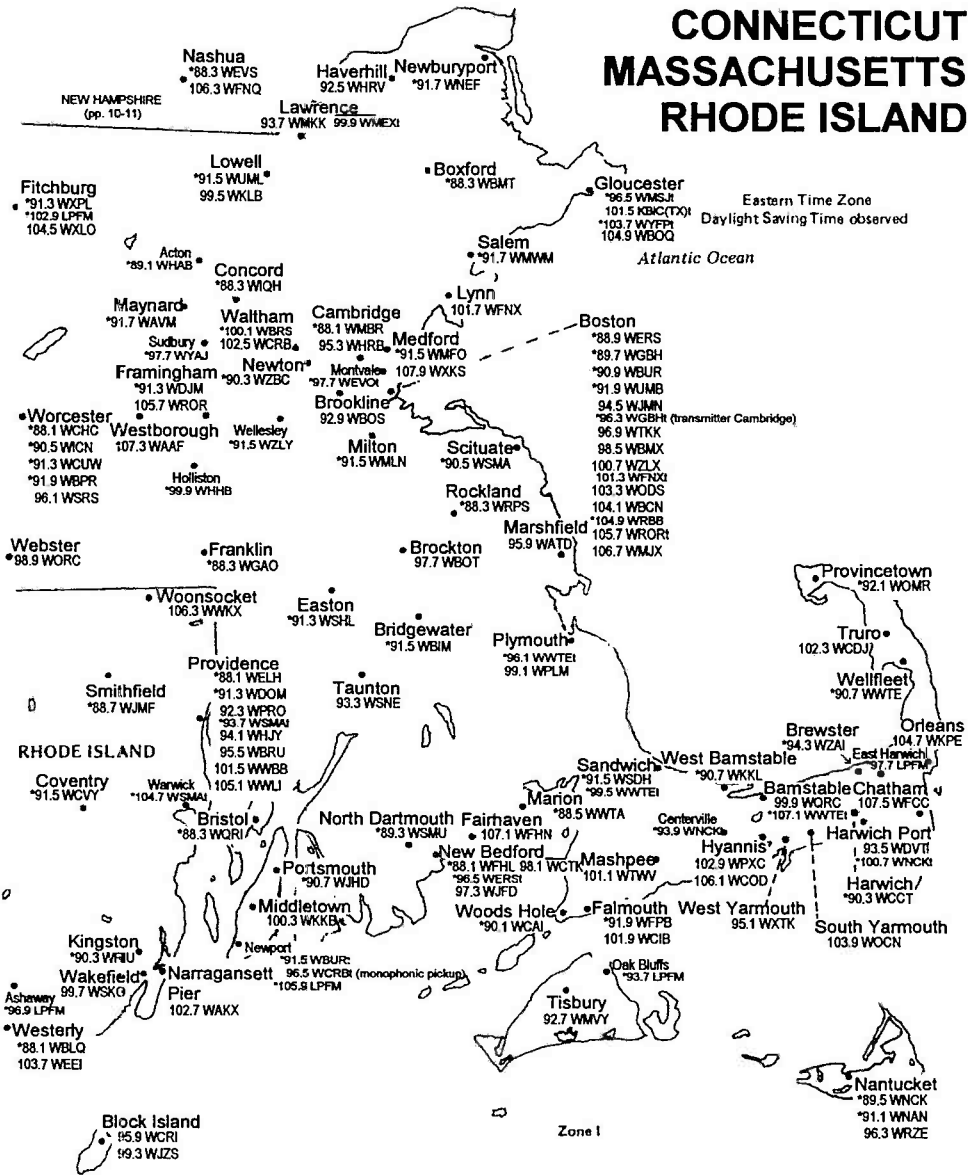 CONNECTICUT
MASSACHUSETTS
RHODE ISLAND
Nashua
*88.3 WEVS
106.3 WFNQ
NEW HAMPSHIRE
(pp. 10-11)
Haverhill
92.5 WHRV
Newburyport
*91.7 WNEF
Lawrence
93.7 WMKK 99.9 WMEXt
Lowell
*91.5 WUML
99.5 WKLB
Boxford
*88.3 WBMT
Fitchburg
*91.3 WXPL
*102.9 LPFM
104.5 WXLO
Gloucester
*96.5 WMSJt
101.5 KBIC(TX)t
*103.7 WYFPt
104.9 WBOQ
Eastern Time Zone
Daylight Saving Time observed
Atlantic Ocean
Acton
*89.1 WHAB
Salem
*91.7 WMWM
Concord
*88.3 WIQH
Lynn
101.7 WFNX
Maynard
*91.7 WAVM
Waltham
*100.1 WBRS
102.5 WCRB
Cambridge
*88.1 WMBR
95.3 WHRB
Medford
*91.5 WMFO
107.9 WXKS
Sudbury
*97.7 WYAJ
Newton
*90.3 WZBC
Montvale
*97.7 WEVOt
Framingham
*91.3 WDJM
105.7 WROR
Brookline
92.9 WBOS
Boston
*88.9 WERS
*89.7 WGBH
*90.9 WBUR
*91.9 WUMB
94.5 WJMN
*96.3 WGBHt (transmitter Cambridge)
96.9 WTKK
98.5 WBMX
100.7 WZLX
101.3 WFNXt
103.3 WODS
104.1 WBCN
*104.9 WRBB
105.7 WRORt
106.7 WMJX
Worcester
*88.1 WCHC
*90.5 WICN
*91.3 WCUW
*91.9 WBPR
96.1 WSRS
Westborough
107.3 WAAF
Wellesley
*91.5 WZLY
Milton
*91.5 WMLN
Scituate
*90.5 WSMA
Holliston
*99.9 WHHB
Rockland
*88.3 WRPS
Marshfield
95.9 WATD
Webster
*98.9 WORC
Franklin
*88.3 WGAO
Brockton
97.7 WBOT
Woonsocket
106.3 WWKX
Easton
*91.3 WSHL
Bridgewater
*91.5 WBIM
Plymouth
*96.1 WWTEt
99.1 WPLM
Provincetown
*92.1 WOMR
Truro
102.3 WCDJ
Wellfleet
*90.7 WWTE
Smithfield
*88.7 WJMF
Providence
*88.1 WELH
*91.3 WDOM
92.3 WPRO
*93.7 WSMAt
94.1 WHJY
95.5 WBRU
101.5 WWBB
105.1 WWLI
Taunton
93.3 WSNE
RHODE ISLAND
Brewster
*94.3 WZAI
Orleans
104.7 WKPE
East Harwich
*97.7 LPFM
Coventry
*91.5 WCVY
Warwick
*104.7 WSMAt
Bristol
*88.3 WQRI
Sandwich
*91.5 WSDH
*99.5 WWTEt
West Barnstable
*90.7 WKKL
Barnstable
99.9 WQRC
*107.1 WWTEt
Chatham
107.5 WFCC
Marion
*88.5 WWTA
North Dartmouth
*89.3 WSMU
Fairhaven
107.1 WFHN
Centerville
*93.9 WNCKt
Harwich Port
93.5 WDVTt
*100.7 WNCKt
New Bedford
*88.1 WFHL 98.1 WCTK
*96.5 WERSt
97.3 WJFD
Mashpee
101.1 WTWV
Hyannis
102.9 WPXC
106.1 WCOD
Harwich
*90.3 WCCT
Portsmouth
*90.7 WJHD
Middletown
100.3 WKKB
Woods Hole
*90.1 WCAI
Falmouth
*91.9 WFPB
101.9 WCIB
West Yarmouth
95.1 WXTK
South Yarmouth
103.9 WOCN
Kingston
*90.3 WRIU
Newport
*91.5 WBURt
96.5 WCRBt (monophonic pickup)
*105.9 LPFM
Wakefield
99.7 WSKO
Narragansett
Pier
102.7 WAKX
Oak Bluffs
*93.7 LPFM
Ashaway
*96.9 LPFM
Westerly
*88.1 WBLQ
103.7 WEEI
Tisbury
92.7 WMVY
Nantucket
*89.5 WNCK
*91.1 WNAN
96.3 WRZE
Block Island
95.9 WCRI
99.3 WJZS
Zone I